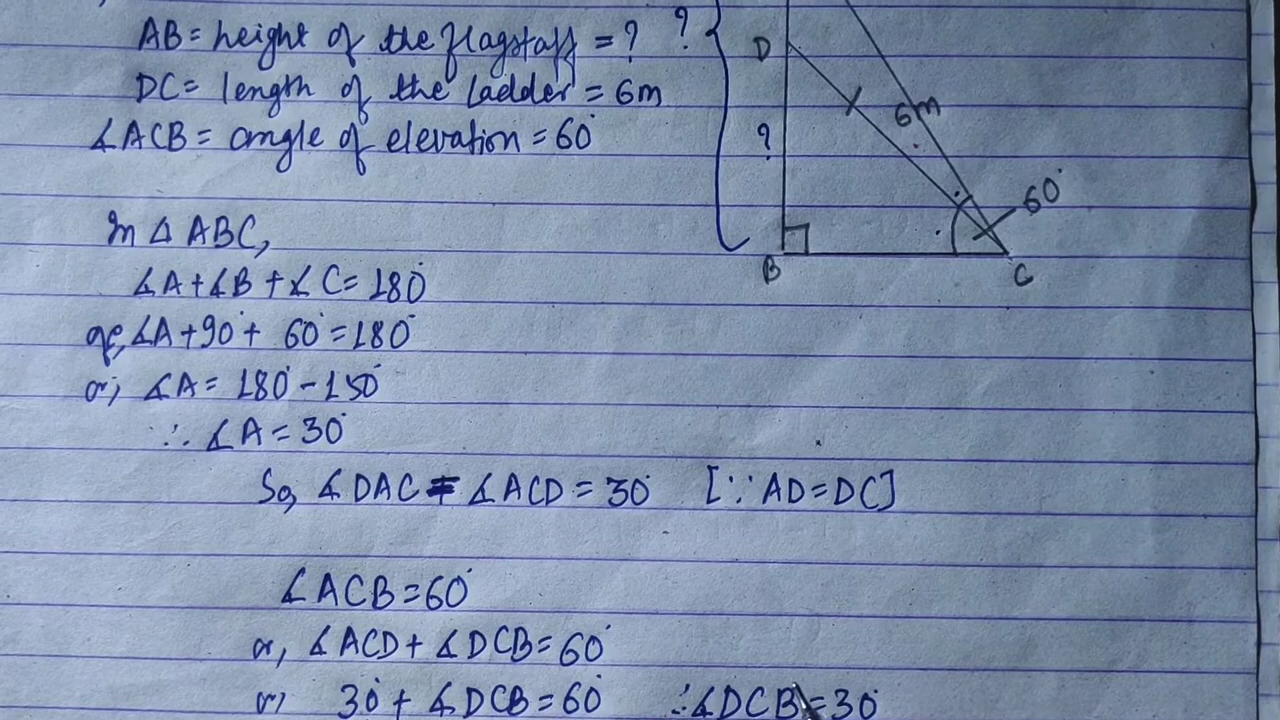 AB = height of the flagstaff = ? ?
DC = length of the ladder = 6m
∡ACB = angle of elevation = 60°
D
6m
?
60°
B
C
In Δ ABC,
∡A + ∡B + ∡C = 180°
or, ∡A + 90° + 60° = 180°
or, ∡A = 180° - 150°
∴ ∡A = 30°
So, ∡DAC = ∡ACD = 30° [∵ AD = DC]
∡ACB = 60°
or, ∡ACD + ∡DCB = 60°
or, 30° + ∡DCB = 60° ∴ ∡DCB = 30°